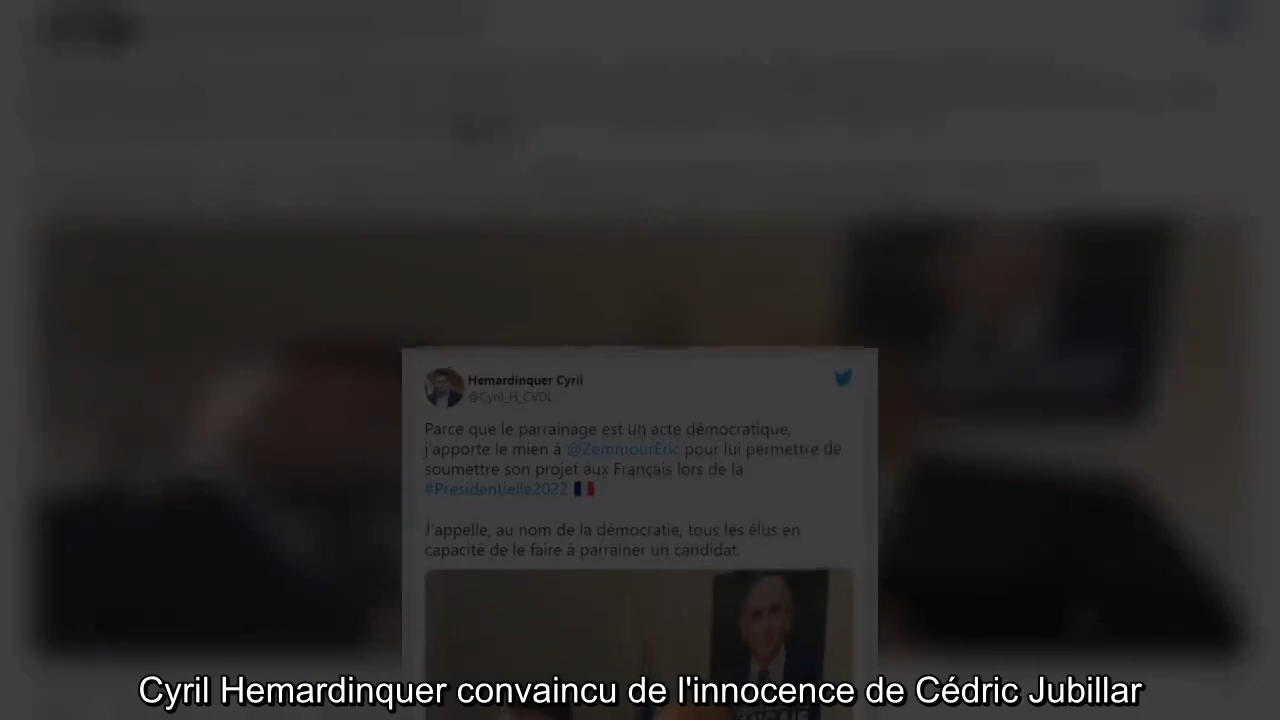 Hemardinquer Cyril
@Cyril_H_CVDL
Parce que le parrainage est un acte démocratique,
j'apporte le mien à @ZemmourEric pour lui permettre de
soumettre son projet aux Français lors de la
#Presidentielle2022
J'appelle, au nom de la démocratie, tous les élus en
capacité de le faire à parrainer un candidat.
Cyril Hemardinquer convaincu de l'innocence de Cédric Jubillar